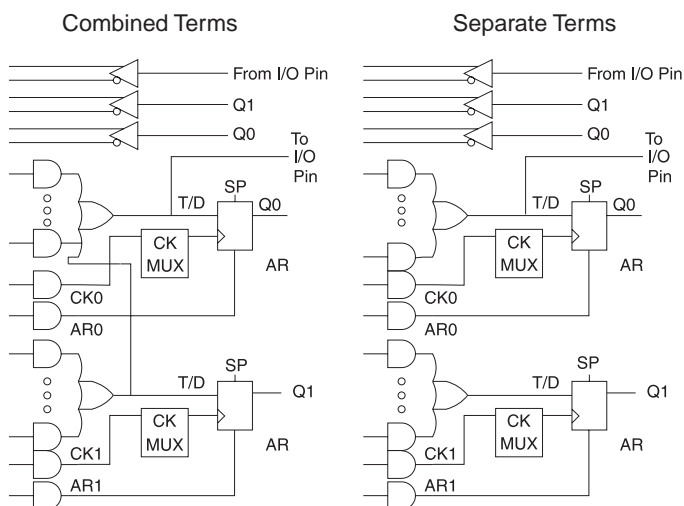 Combined Terms
From I/O Pin
Q1
Q0
To
I/O
Pin
SP
T/D
Q0
CK
MUX
AR
CK0
AR0
SP
T/D
Q1
CK
MUX
AR
CK1
AR1
Separate Terms
From I/O Pin
Q1
Q0
To
I/O
Pin
SP
T/D
Q0
CK
MUX
AR
CK0
AR0
SP
T/D
Q1
CK
MUX
AR
CK1
AR1